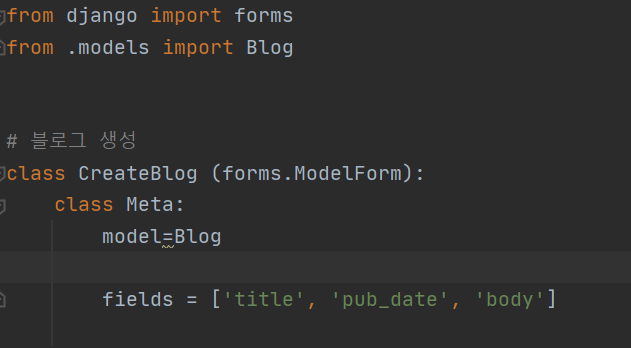 from django import forms
from .models import Blog
# 블로그 생성
class CreateBlog (forms.ModelForm):
class Meta:
model=Blog
fields = ['title', 'pub_date', 'body']